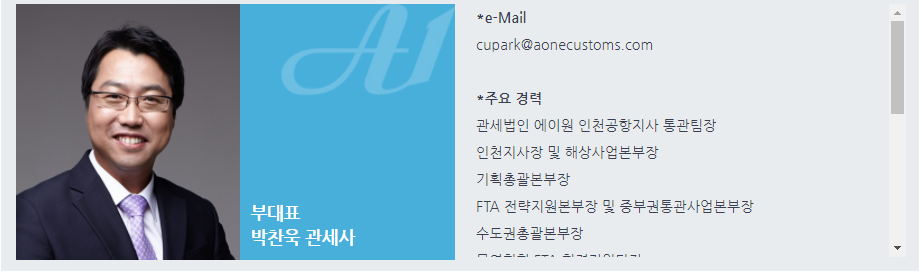 A1
부대표
박찬욱 관세사
*e-Mail
cupark@aonecustoms.com
*주요 경력
관세법인 에이원 인천공항지사 통관팀장
인천지사장 및 해상사업본부장
기획총괄본부장
FTA 전략지원본부장 및 중부권통관사업본부장
수도권총괄본부장